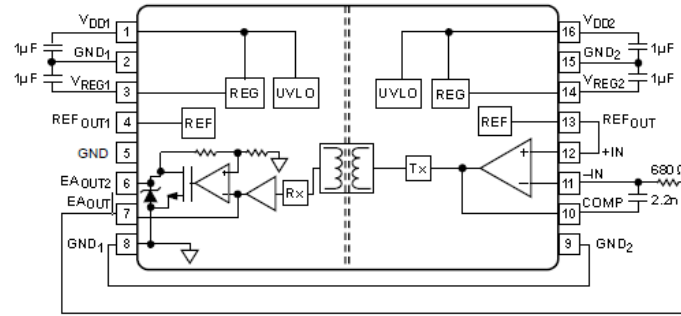 VDD1 1 16 VDD2
1µF GND1 2 15 GND2 1µF
1µF VREG1 3 REG UVLO UVLO REG 14 VREG2 1µF
REFOUT1 4 REF REF 13 REFOUT
GND 5 12 +IN
+ +
EAOUT2 6 Rx Tx 11 –IN 680Ω
− −
EAOUT 7 10 COMP 2.2n
GND1 8 9 GND2